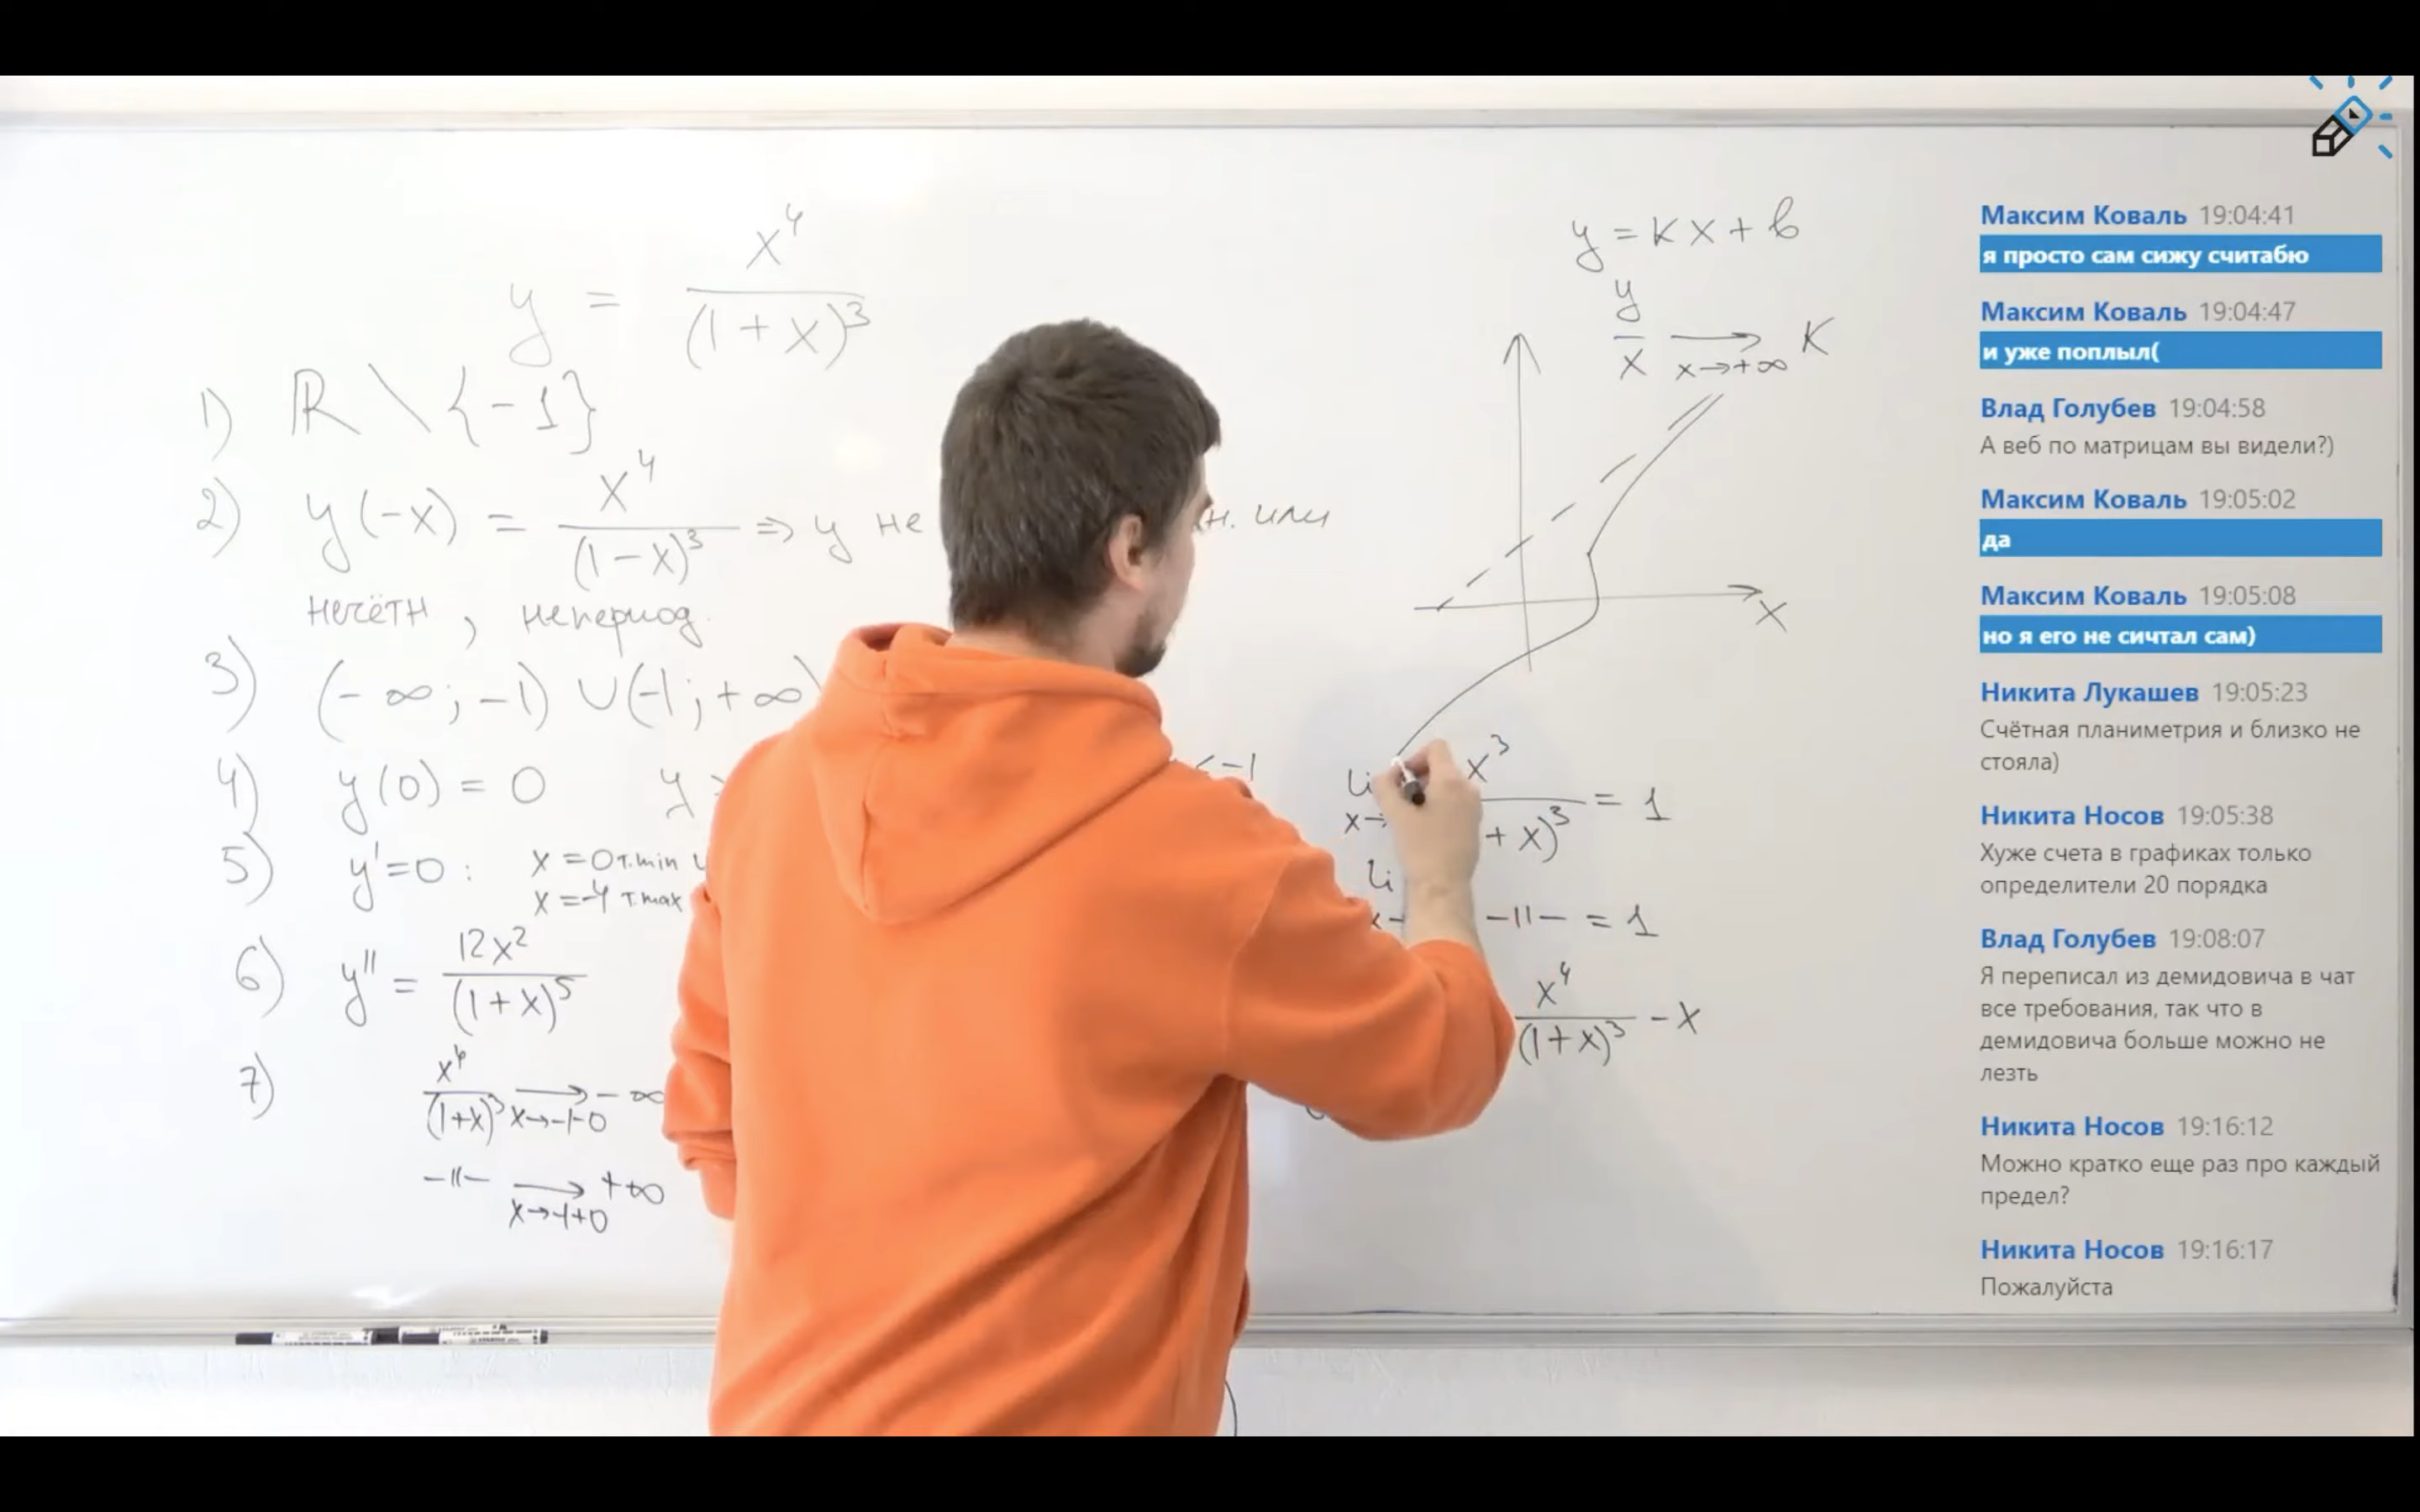 y = x⁴/(1+x)³
1) ℝ \ {-1}
2) y(-x) = x⁴/(1-x)³ ⇒ y не н. или
нечётн, непериод.
3) (-∞; -1) ∪ (-1; +∞)
4) y(0) = 0 y < -1
5) y' = 0 : x = 0 т.min
x = -4 т.max
6) y'' = 12x²/(1+x)⁵
7) x⁴/(1+x)³ → -∞
x→-1-0
-||- → +∞
x→-1+0
y = kx + b
y/x → k
x→+∞
x
x³
x→ + x)³ = 1
-||- = 1
x⁴/(1+x)³ - x
Максим Коваль 19:04:41
я просто сам сижу считабю
Максим Коваль 19:04:47
и уже поплыл(
Влад Голубев 19:04:58
А веб по матрицам вы видели?)
Максим Коваль 19:05:02
да
Максим Коваль 19:05:08
но я его не сичтал сам)
Никита Лукашев 19:05:23
Счётная планиметрия и близко не
стояла)
Никита Носов 19:05:38
Хуже счета в графиках только
определители 20 порядка
Влад Голубев 19:08:07
Я переписал из демидовича в чат
все требования, так что в
демидовича больше можно не
лезть
Никита Носов 19:16:12
Можно кратко еще раз про каждый
предел?
Никита Носов 19:16:17
Пожалуйста